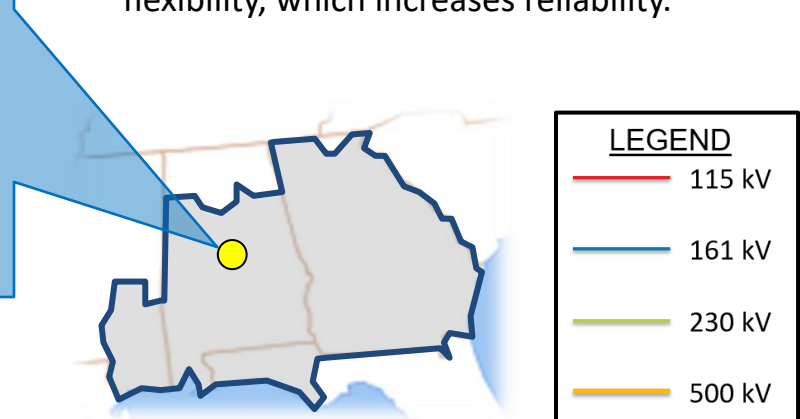 flexibility, which increases reliability.
LEGEND
115 kV
161 kV
230 kV
500 kV